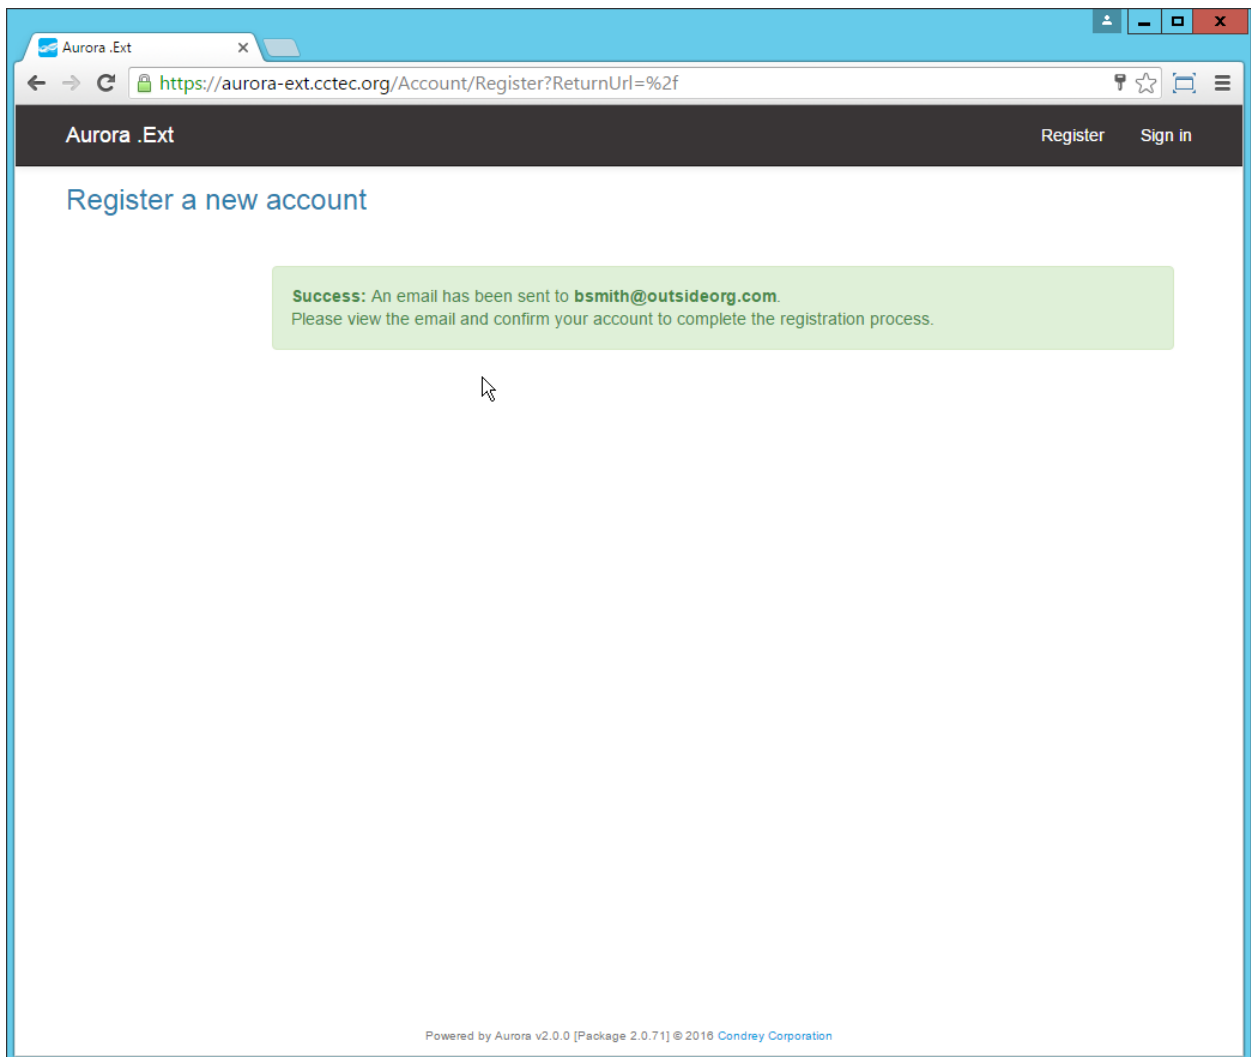 Aurora .Ext
https://aurora-ext.cctec.org/Account/Register?ReturnUrl=%2f
Aurora .Ext
Register
Sign in
Register a new account
Success: An email has been sent to bsmith@outsideorg.com.
Please view the email and confirm your account to complete the registration process.
Powered by Aurora v2.0.0 [Package 2.0.71] © 2016 Condrey Corporation